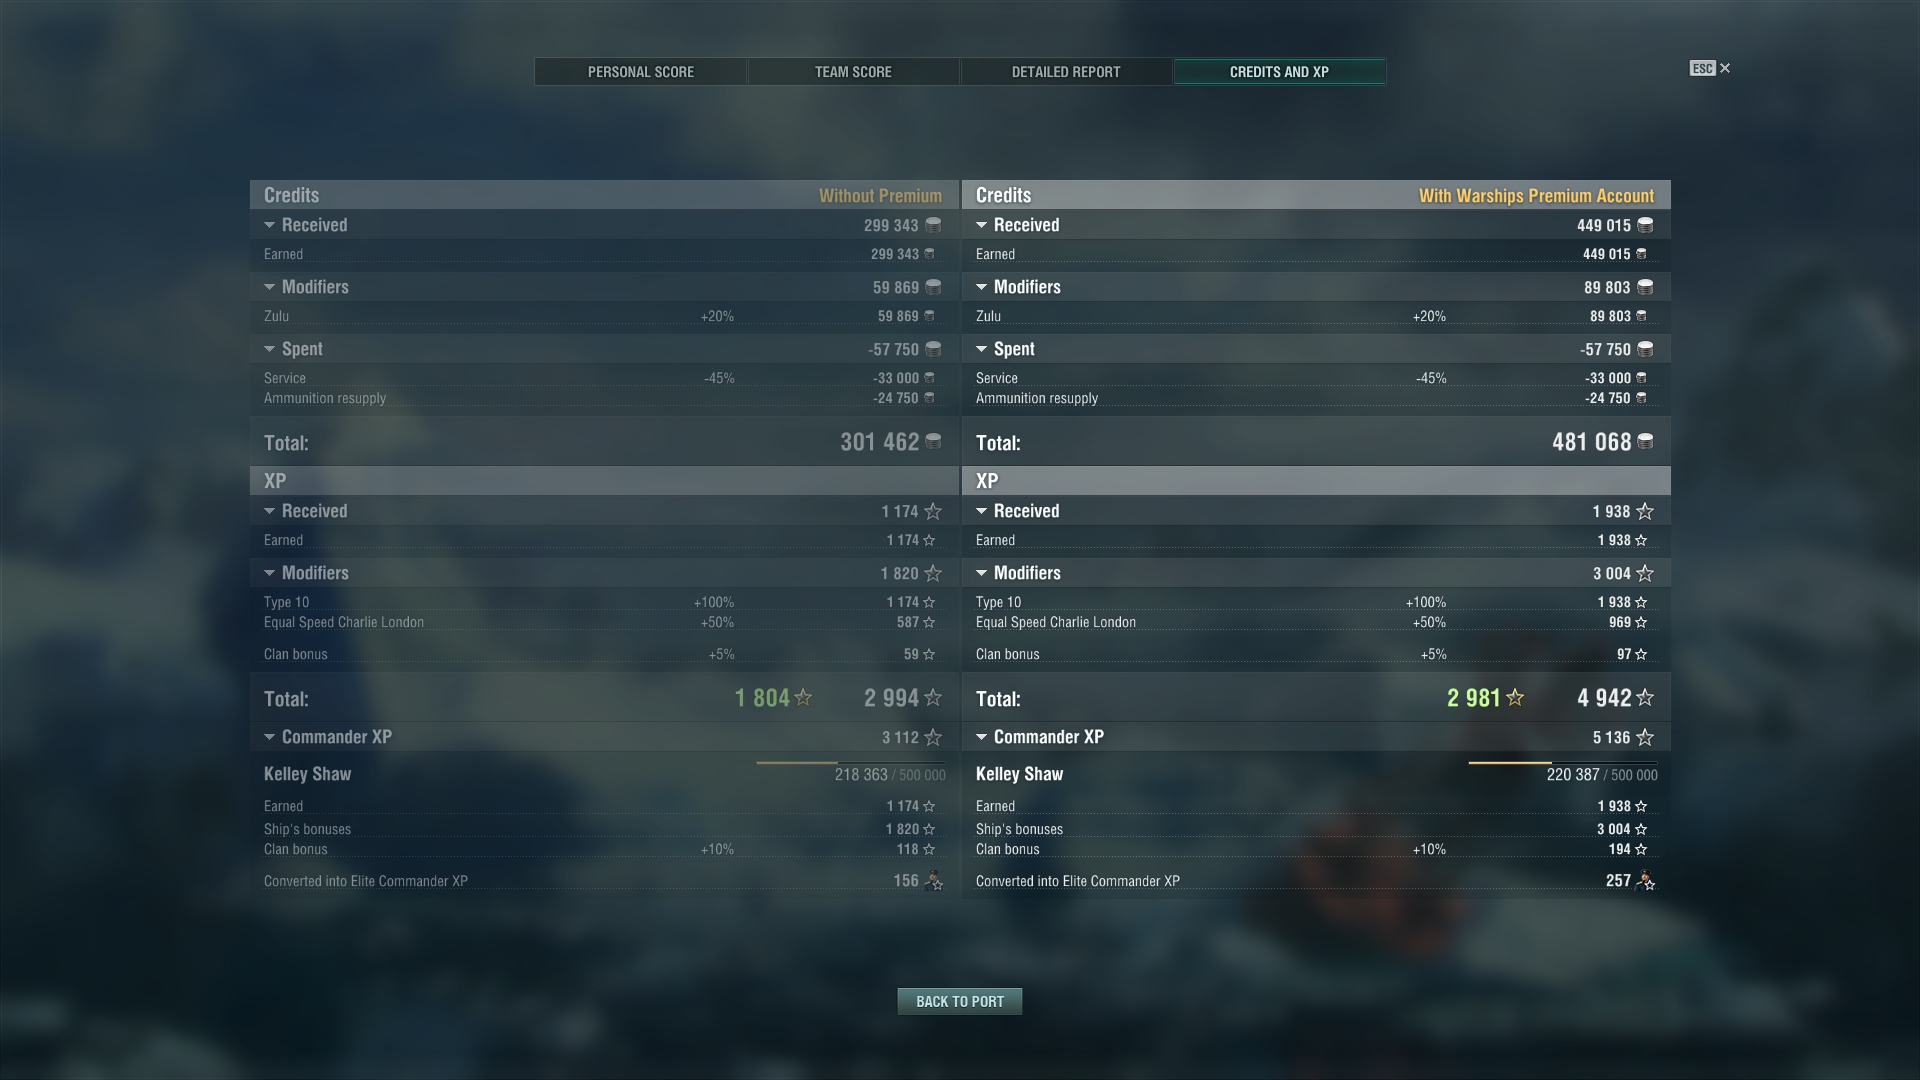 PERSONAL SCORE TEAM SCORE DETAILED REPORT CREDITS AND XP ESC
Credits Without Premium
Received 299 343
Earned 299 343
Modifiers 59 869
Zulu +20% 59 869
Spent -57 750
Service -45% -33 000
Ammunition resupply -24 750
Total: 301 462
XP
Received 1 174
Earned 1 174
Modifiers 1 820
Type 10 +100% 1 174
Equal Speed Charlie London +50% 587
Clan bonus +5% 59
Total: 1 804 2 994
Commander XP 3 112
Kelley Shaw 218 363 / 500 000
Earned 1 174
Ship's bonuses 1 820
Clan bonus +10% 118
Converted into Elite Commander XP 156
Credits With Warships Premium Account
Received 449 015
Earned 449 015
Modifiers 89 803
Zulu +20% 89 803
Spent -57 750
Service -45% -33 000
Ammunition resupply -24 750
Total: 481 068
XP
Received 1 938
Earned 1 938
Modifiers 3 004
Type 10 +100% 1 938
Equal Speed Charlie London +50% 969
Clan bonus +5% 97
Total: 2 981 4 942
Commander XP 5 136
Kelley Shaw 220 387 / 500 000
Earned 1 938
Ship's bonuses 3 004
Clan bonus +10% 194
Converted into Elite Commander XP 257
BACK TO PORT